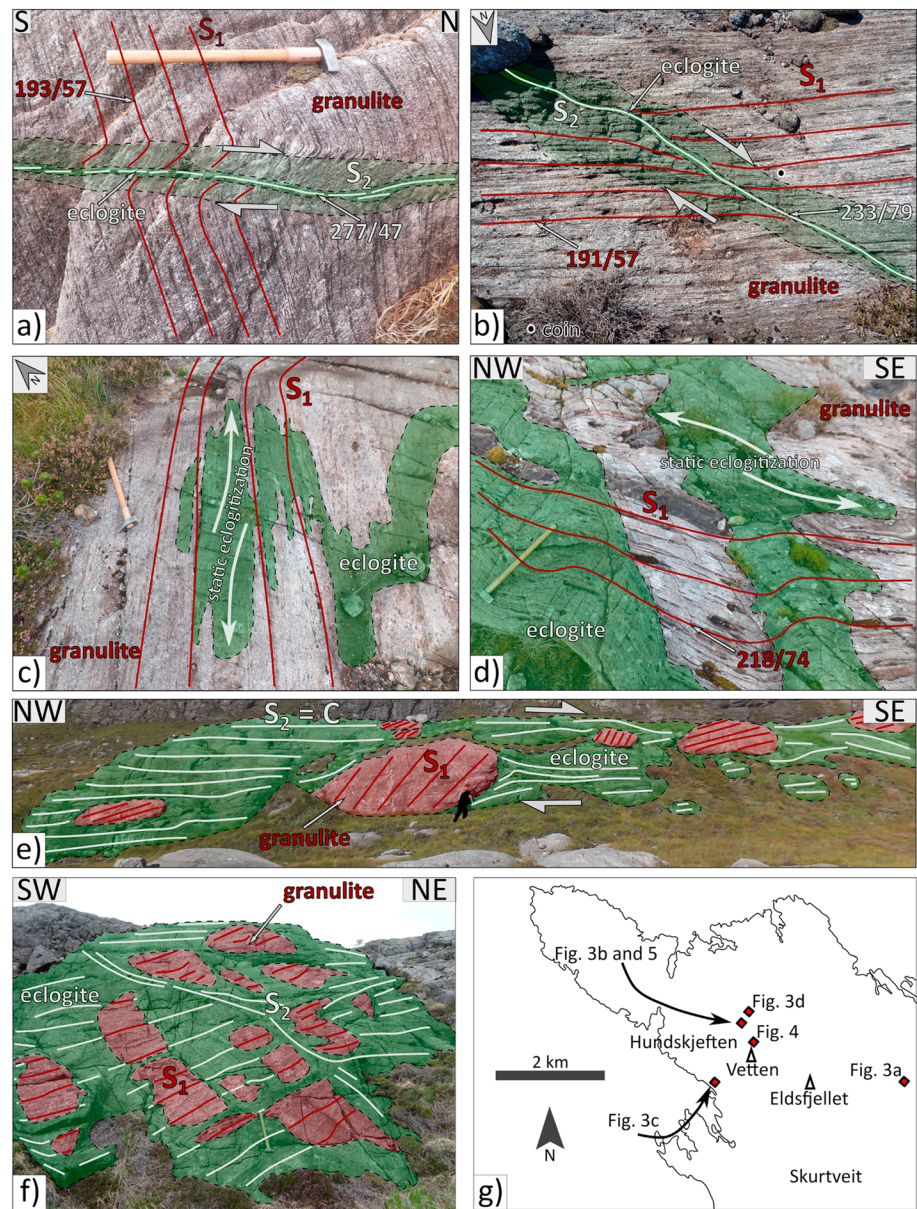 S
N
S1
193/57
granulite
S2
eclogite
277/47
a)
N
eclogite
S1
S2
233/79
191/57
granulite
coin
b)
N
S1
static eclogitization
eclogite
granulite
c)
NW
SE
granulite
static eclogitization
S1
eclogite
218/74
d)
NW
SE
S2 = C
S1
eclogite
granulite
e)
SW
NE
granulite
eclogite
S2
S1
f)
Fig. 3b and 5
Fig. 3d
Hundskjeften
Fig. 4
2 km
Vetten
Fig. 3a
Eldsfjellet
Fig. 3c
N
Skurtveit
g)